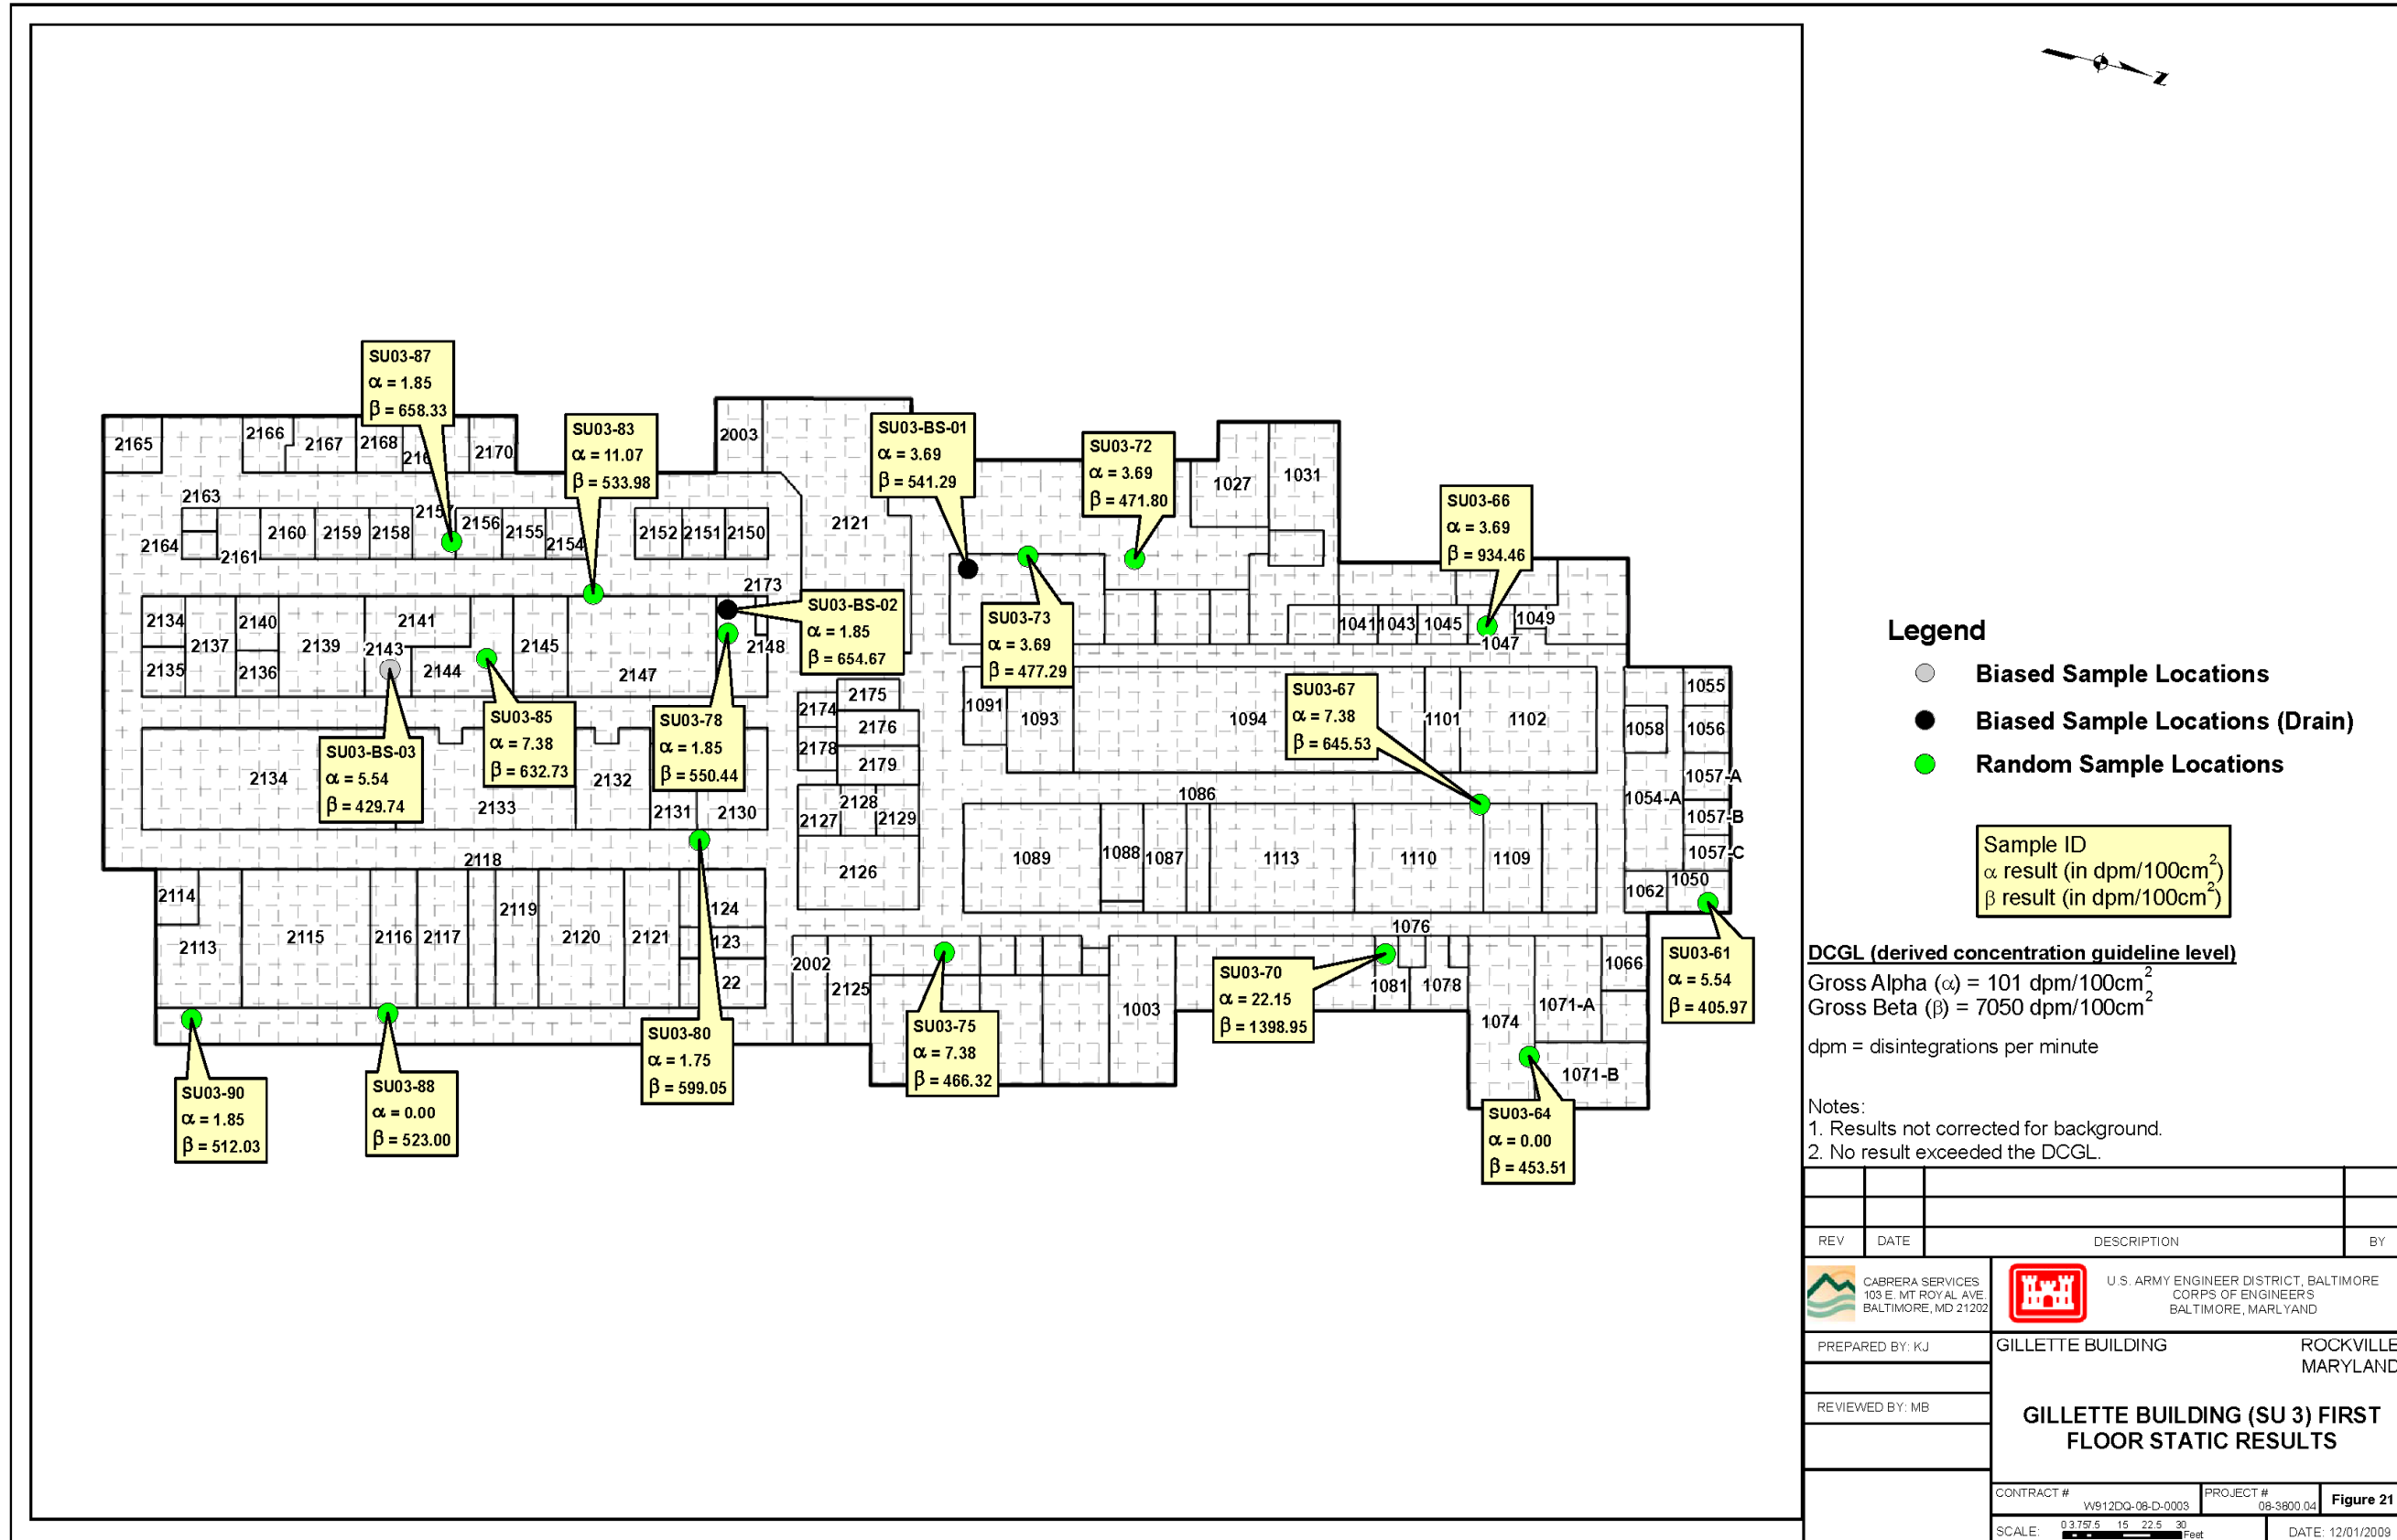 Z
SU03-87
α = 1.85
β = 658.33
SU03-83
α = 11.07
β = 533.98
SU03-BS-01
α = 3.69
β = 541.29
SU03-72
α = 3.69
β = 471.80
SU03-66
α = 3.69
β = 934.46
SU03-BS-02
α = 1.85
β = 654.67
SU03-73
α = 3.69
β = 477.29
SU03-67
α = 7.38
β = 645.53
SU03-85
α = 7.38
β = 632.73
SU03-78
α = 1.85
β = 550.44
SU03-BS-03
α = 5.54
β = 429.74
SU03-61
α = 5.54
β = 405.97
SU03-70
α = 22.15
β = 1398.95
SU03-75
α = 7.38
β = 466.32
SU03-80
α = 1.75
β = 599.05
SU03-90
α = 1.85
β = 512.03
SU03-88
α = 0.00
β = 523.00
SU03-64
α = 0.00
β = 453.51
2165
2166
2167
2168
216
2170
2003
2163
2164
2161
2160
2159
2158
2157
2156
2155
2154
2152
2151
2150
2121
2173
2134
2135
2137
2140
2136
2139
2141
2143
2144
2145
2147
2148
2134
2133
2132
2131
2130
2118
2174
2175
2176
2178
2179
2127
2128
2129
2126
2114
2113
2115
2116
2117
2119
2120
2121
124
123
22
2002
2125
1003
1027
1031
1041
1043
1045
1047
1049
1091
1093
1094
1101
1102
1086
1089
1088
1087
1113
1110
1109
1076
1081
1078
1074
1071-A
1071-B
1066
1062
1050
1054-A
1058
1055
1056
1057-A
1057-B
1057-C
Legend
Biased Sample Locations
Biased Sample Locations (Drain)
Random Sample Locations
Sample ID
α result (in dpm/100cm²)
β result (in dpm/100cm²)
DCGL (derived concentration guideline level)
Gross Alpha (α) = 101 dpm/100cm²
Gross Beta (β) = 7050 dpm/100cm²
dpm = disintegrations per minute
Notes:
1. Results not corrected for background.
2. No result exceeded the DCGL.
REV DATE DESCRIPTION BY
CABRERA SERVICES
103 E. MT ROYAL AVE.
BALTIMORE, MD 21202
U.S. ARMY ENGINEER DISTRICT, BALTIMORE
CORPS OF ENGINEERS
BALTIMORE, MARLYAND
PREPARED BY: KJ
REVIEWED BY: MB
GILLETTE BUILDING ROCKVILLE
MARYLAND
GILLETTE BUILDING (SU 3) FIRST
FLOOR STATIC RESULTS
CONTRACT # W912DQ-08-D-0003
PROJECT # 08-3800.04
Figure 21
SCALE: 0 3.75 7.5 15 22.5 30 Feet
DATE: 12/01/2009